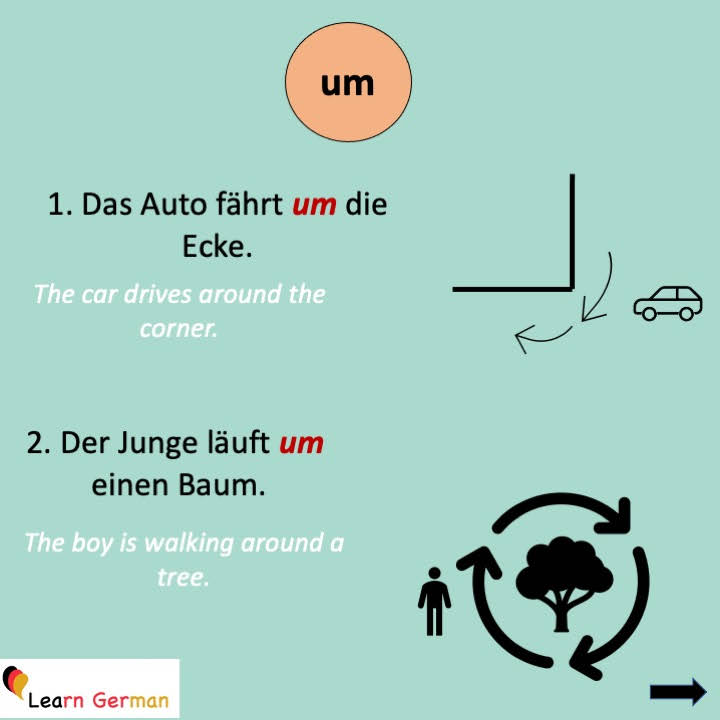 um
1. Das Auto fährt um die
Ecke.
The car drives around the
corner.
2. Der Junge läuft um
einen Baum.
The boy is walking around a
tree.
Learn German